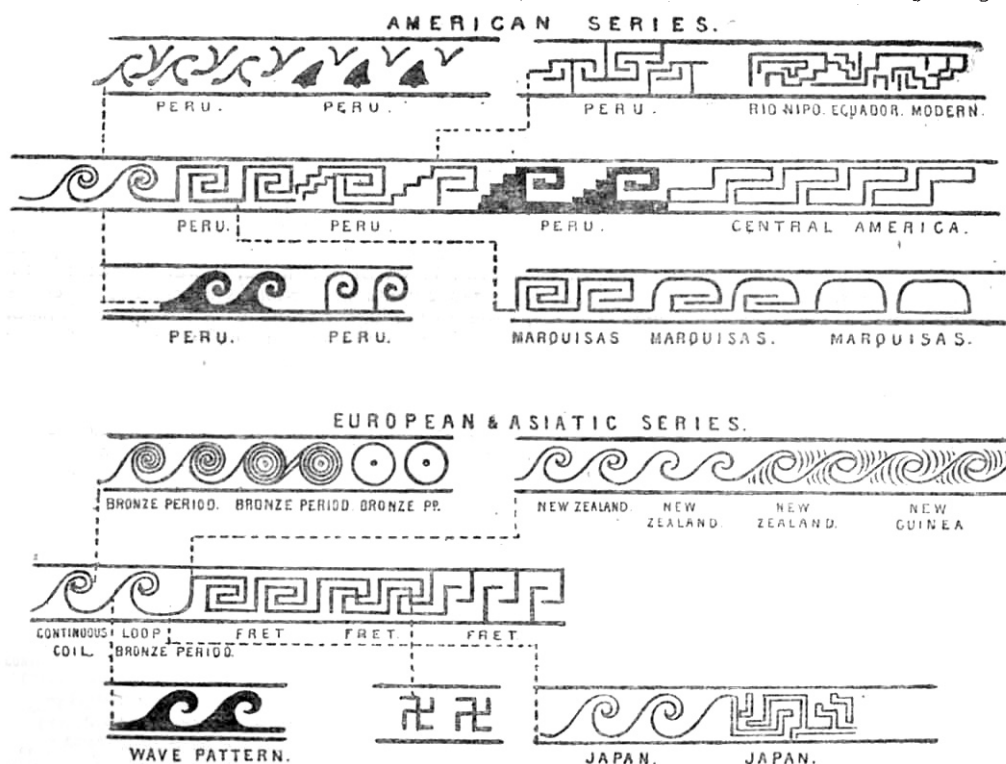 AMERICAN SERIES.
PERU. PERU. PERU. RIO NIPO. ECUADOR. MODERN.
PERU. PERU. PERU. CENTRAL AMERICA.
PERU. PERU. MARQUISAS MARQUISAS. MARQUISAS.
EUROPEAN & ASIATIC SERIES.
BRONZE PERIOD. BRONZE PERIOD. BRONZE PP. NEW ZEALAND. NEW ZEALAND. NEW ZEALAND. NEW GUINEA
CONTINUOUS COIL. LOOP BRONZE PERIOD. FRET FRET. FRET.
WAVE PATTERN. JAPAN. JAPAN.